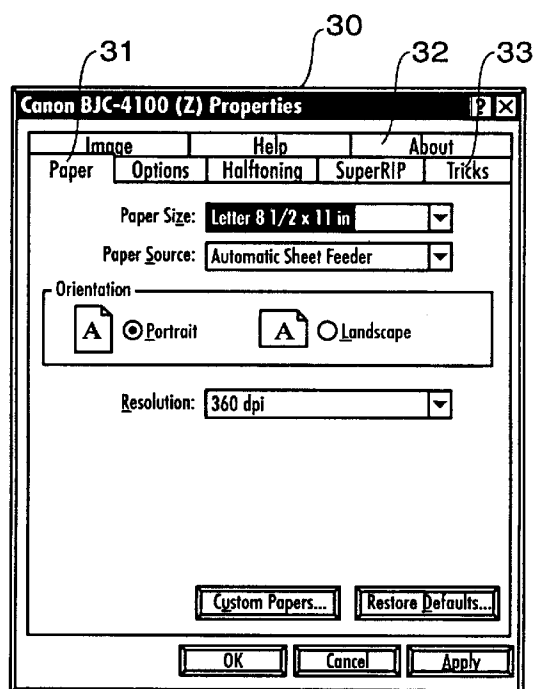 30
31 32 33
Canon BJC-4100 (Z) Properties ? X
Image Help About
Paper Options Halftoning SuperRIP Tricks
Paper Size: Letter 8 1/2 x 11 in
Paper Source: Automatic Sheet Feeder
Orientation
A Portrait A Landscape
Resolution: 360 dpi
Custom Papers... Restore Defaults...
OK Cancel Apply